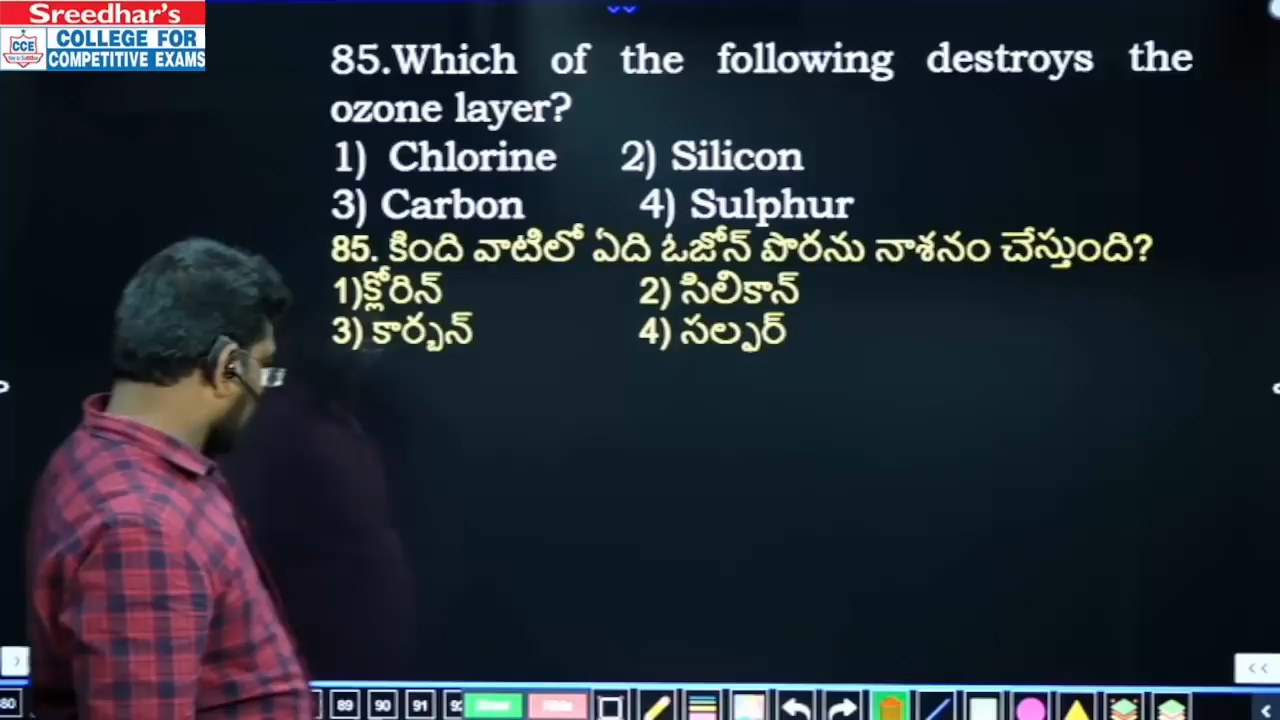 Sreedhar's
CCE
COLLEGE FOR
COMPETITIVE EXAMS
85.Which of the following destroys the
ozone layer?
1) Chlorine 2) Silicon
3) Carbon 4) Sulphur
85. కింది వాటిలో ఏది ఓజోన్ పొరను నాశనం చేస్తుంది?
1)క్లోరిన్ 2) సిలికాన్
3) కార్బన్ 4) సల్ఫర్
89 90 91